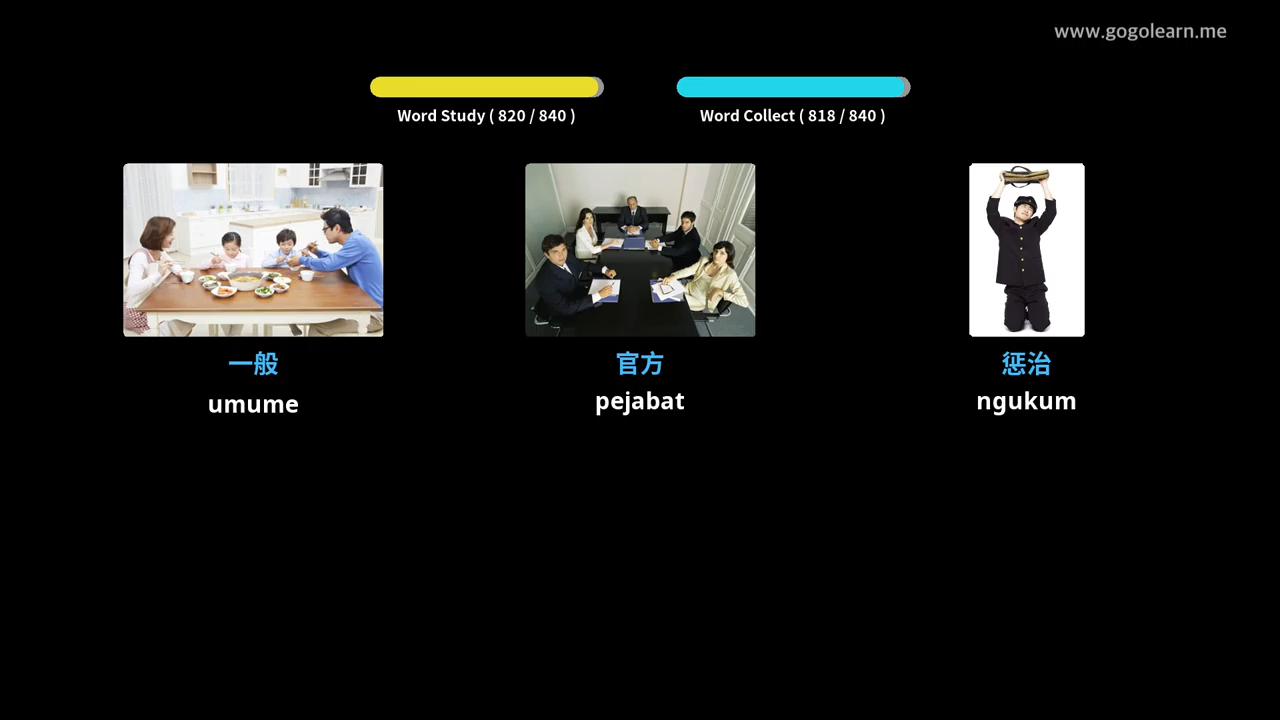 www.gogolearn.me
Word Study ( 820 / 840 )
Word Collect ( 818 / 840 )
一般
官方
惩治
umume
pejabat
ngukum